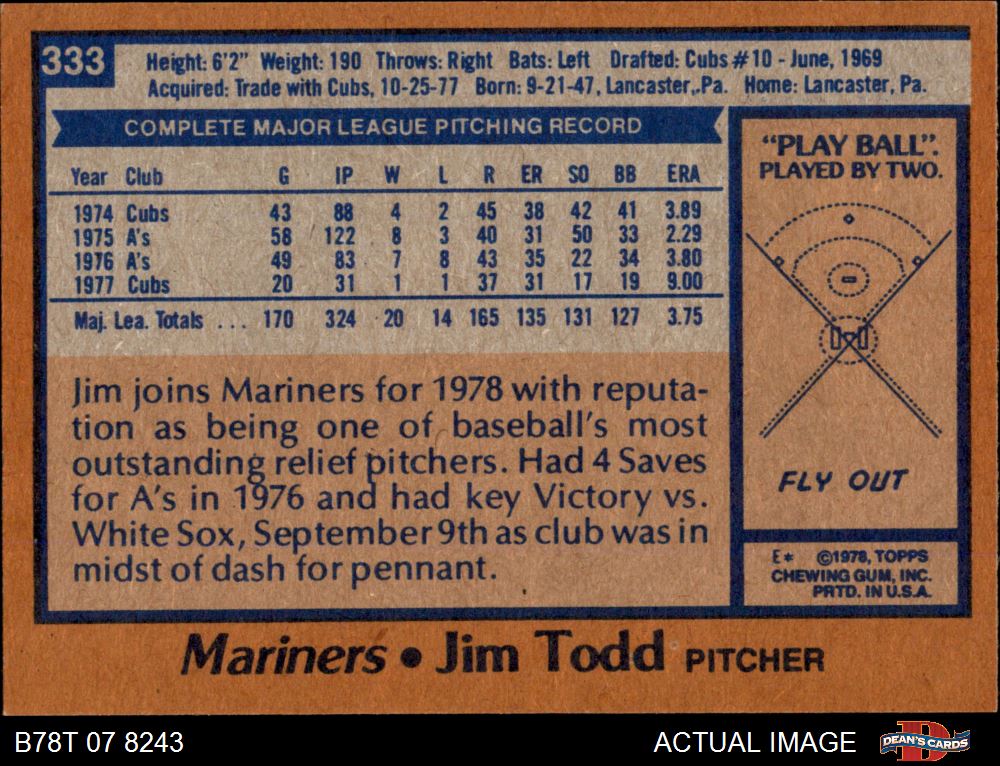 333
Height: 6'2" Weight: 190 Throws: Right Bats: Left Drafted: Cubs #10 - June, 1969
Acquired: Trade with Cubs, 10-25-77 Born: 9-21-47, Lancaster,.Pa. Home: Lancaster, Pa.
COMPLETE MAJOR LEAGUE PITCHING RECORD
Year Club G IP W L R ER SO BB ERA
1974 Cubs 43 88 4 2 45 38 42 41 3.89
1975 A's 58 122 8 3 40 31 50 33 2.29
1976 A's 49 83 7 8 43 35 22 34 3.80
1977 Cubs 20 31 1 1 37 31 17 19 9.00
Maj. Lea. Totals ... 170 324 20 14 165 135 131 127 3.75
Jim joins Mariners for 1978 with reputa-
tion as being one of baseball's most
outstanding relief pitchers. Had 4 Saves
for A's in 1976 and had key Victory vs.
White Sox, September 9th as club was in
midst of dash for pennant.
"PLAY BALL".
PLAYED BY TWO.
FLY OUT
E* ©1978, TOPPS
CHEWING GUM, INC.
PRTD. IN U.S.A.
Mariners • Jim Todd PITCHER
B78T 07 8243
ACTUAL IMAGE
D
DEAN'S CARDS